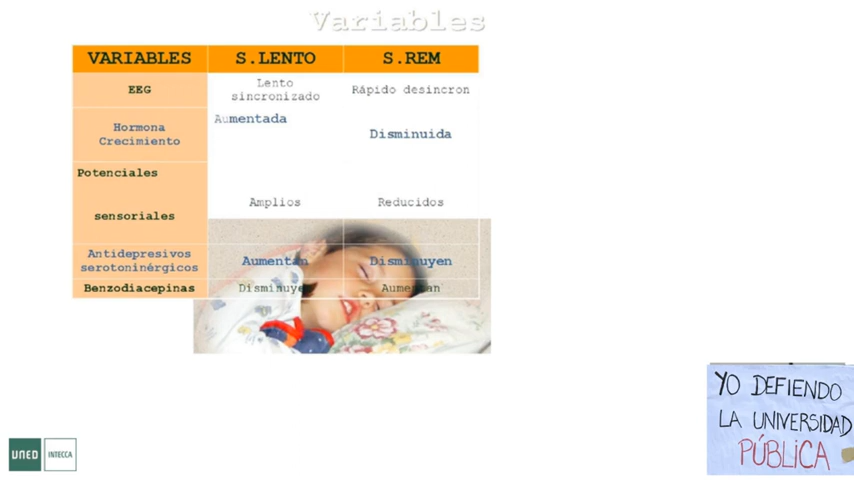 Variables
VARIABLES S.LENTO S.REM
EEG Lento sincronizado Rápido desincron
Hormona Crecimiento Aumentada Disminuida
Potenciales
sensoriales Amplios Reducidos
Antidepresivos serotoninérgicos Aumentan Disminuyen
Benzodiacepinas Disminuye Aumentan
YO DEFIENDO
LA UNIVERSIDAD
PÚBLICA
UNED INTECCA